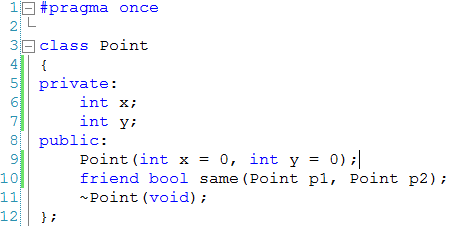 1 #pragma once
2
3 class Point
4 {
5 private:
6     int x;
7     int y;
8 public:
9     Point(int x = 0, int y = 0);
10     friend bool same(Point p1, Point p2);
11     ~Point(void);
12 };